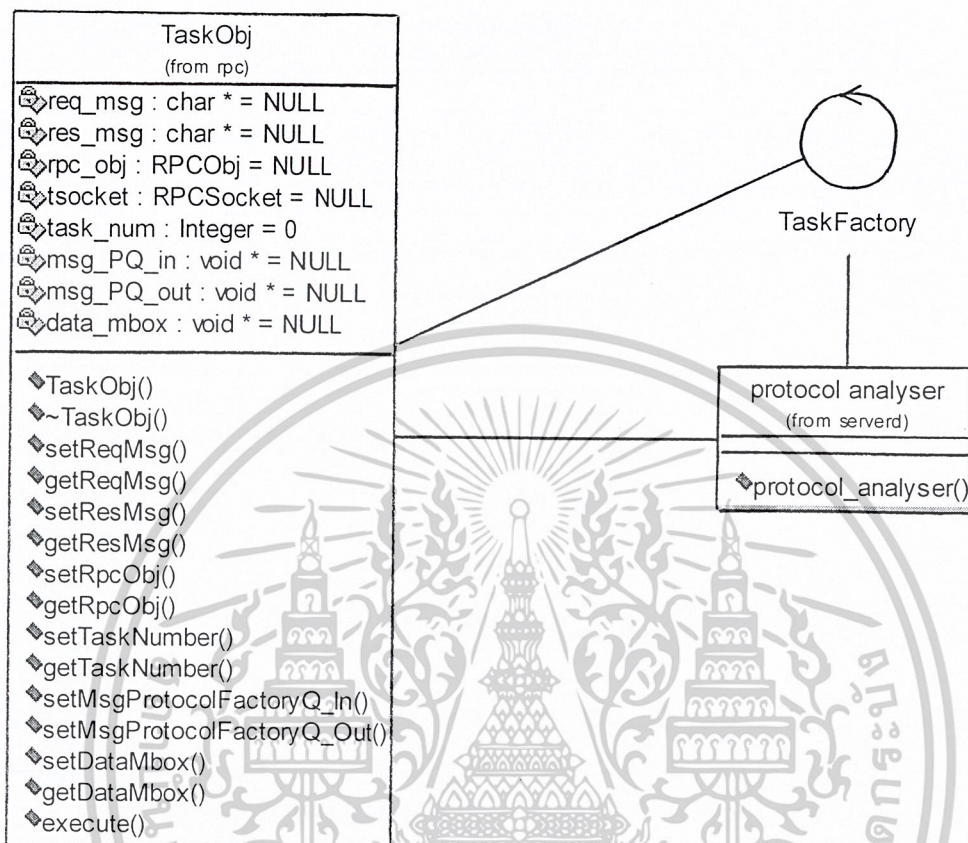 TaskObj
(from rpc)
req_msg : char * = NULL
res_msg : char * = NULL
rpc_obj : RPCObj = NULL
tsocket : RPCSocket = NULL
task_num : Integer = 0
msg_PQ_in : void * = NULL
msg_PQ_out : void * = NULL
data_mbox : void * = NULL
TaskObj()
~TaskObj()
setReqMsg()
getReqMsg()
setResMsg()
getResMsg()
setRpcObj()
getRpcObj()
setTaskNumber()
getTaskNumber()
setMsgProtocolFactoryQ_In()
setMsgProtocolFactoryQ_Out()
setDataMbox()
getDataMbox()
execute()
TaskFactory
protocol analyser
(from serverd)
protocol_analyser()